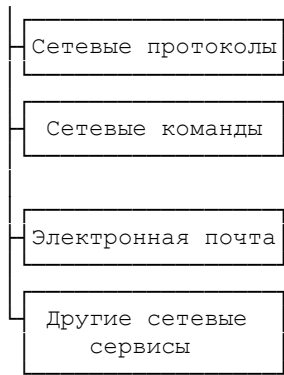 Сетевые протоколы
Сетевые команды
Электронная почта
Другие сетевые
сервисы